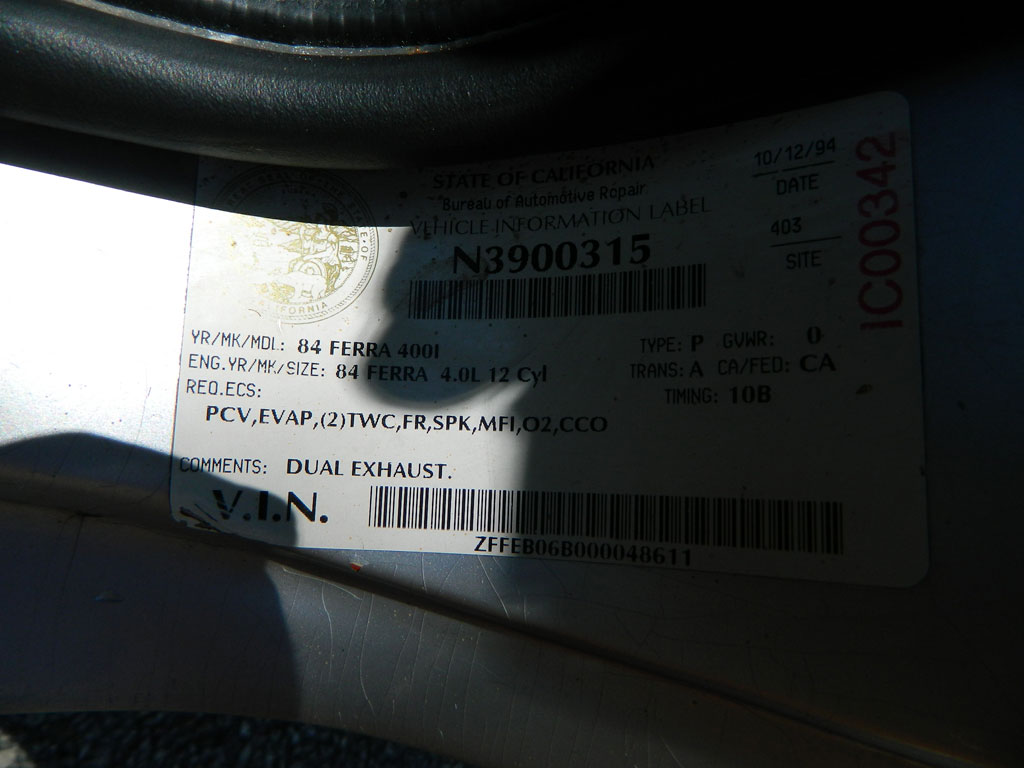 STATE OF CALIFORNIA
Bureau of Automotive Repair
VEHICLE INFORMATION LABEL
N3900315
10/12/94
DATE
403
SITE
IC00342
YR/MK/MDL: 84 FERRA 400I
TYPE: P GVWR: 0
ENG.YR/MK/SIZE: 84 FERRA 4.0L 12 Cyl
TRANS: A CA/FED: CA
REQ.ECS:
TIMING: 10B
PCV,EVAP,(2)TWC,FR,SPK,MFI,O2,CCO
COMMENTS: DUAL EXHAUST.
V.I.N.
ZFFEB06B000048611